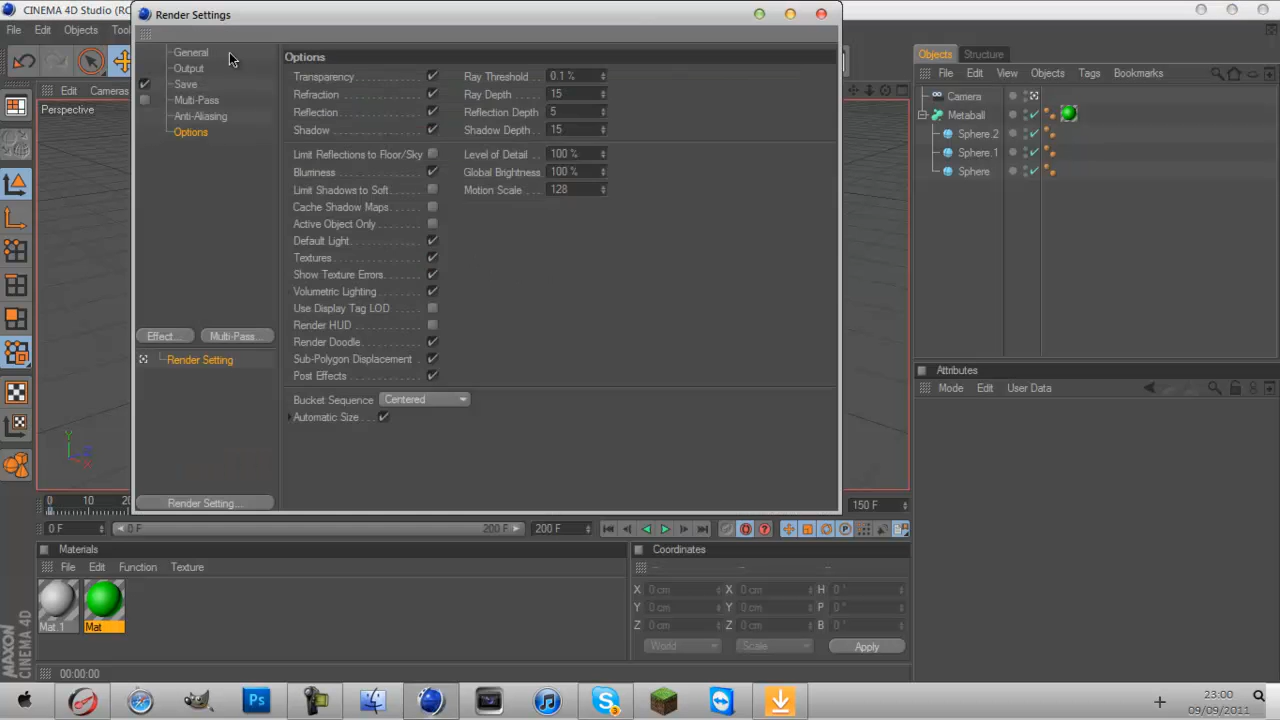 CINEMA 4D Studio (RC
Render Settings
File Edit Objects Tool
General
Output
Save
Multi-Pass
Anti-Aliasing
Options
Effect... Multi-Pass...
Render Setting
Render Setting...
Options
Transparency Ray Threshold 0.1 %
Refraction Ray Depth 15
Reflection Reflection Depth 5
Shadow Shadow Depth 15
Limit Reflections to Floor/Sky Level of Detail 100 %
Blurriness Global Brightness 100 %
Limit Shadows to Soft Motion Scale 128
Cache Shadow Maps
Active Object Only
Default Light
Textures
Show Texture Errors
Volumetric Lighting
Use Display Tag LOD
Render HUD
Render Doodle
Sub-Polygon Displacement
Post Effects
Bucket Sequence Centered
Automatic Size
Edit Cameras
Perspective
Y
X
Objects Structure
File Edit View Objects Tags Bookmarks
Camera
Metaball
Sphere.2
Sphere.1
Sphere
Attributes
Mode Edit User Data
0 10 20
150 F
0 F 0 F 200 F 200 F
Materials
File Edit Function Texture
Mat.1 Mat
Coordinates
-- -- --
X 0 cm X 0 cm H 0 °
Y 0 cm Y 0 cm P 0 °
Z 0 cm Z 0 cm B 0 °
World Scale Apply
MAXON
CINEMA 4D
00:00:00
Ps
3
23:00
09/09/2011